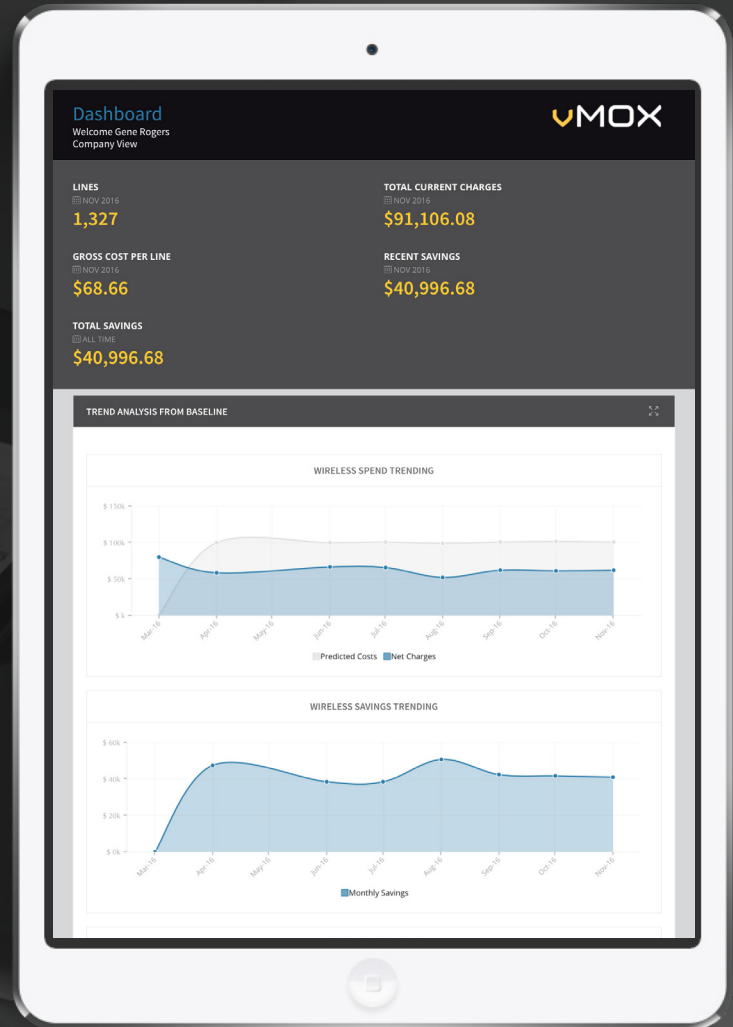 Dashboard
Welcome Gene Rogers
Company View
vMOX
LINES
NOV 2016
1,327
TOTAL CURRENT CHARGES
NOV 2016
$91,106.08
GROSS COST PER LINE
NOV 2016
$68.66
RECENT SAVINGS
NOV 2016
$40,996.68
TOTAL SAVINGS
ALL TIME
$40,996.68
TREND ANALYSIS FROM BASELINE
WIRELESS SPEND TRENDING
$ 150k
$ 100k
$ 50k
$ k
Mar-16 Apr-16 May-16 Jun-16 Jul-16 Aug-16 Sep-16 Oct-16 Nov-16
Predicted Costs Net Charges
WIRELESS SAVINGS TRENDING
$ 60k
$ 40k
$ 20k
$ 0k
Mar-16 Apr-16 May-16 Jun-16 Jul-16 Aug-16 Sep-16 Oct-16 Nov-16
Monthly Savings